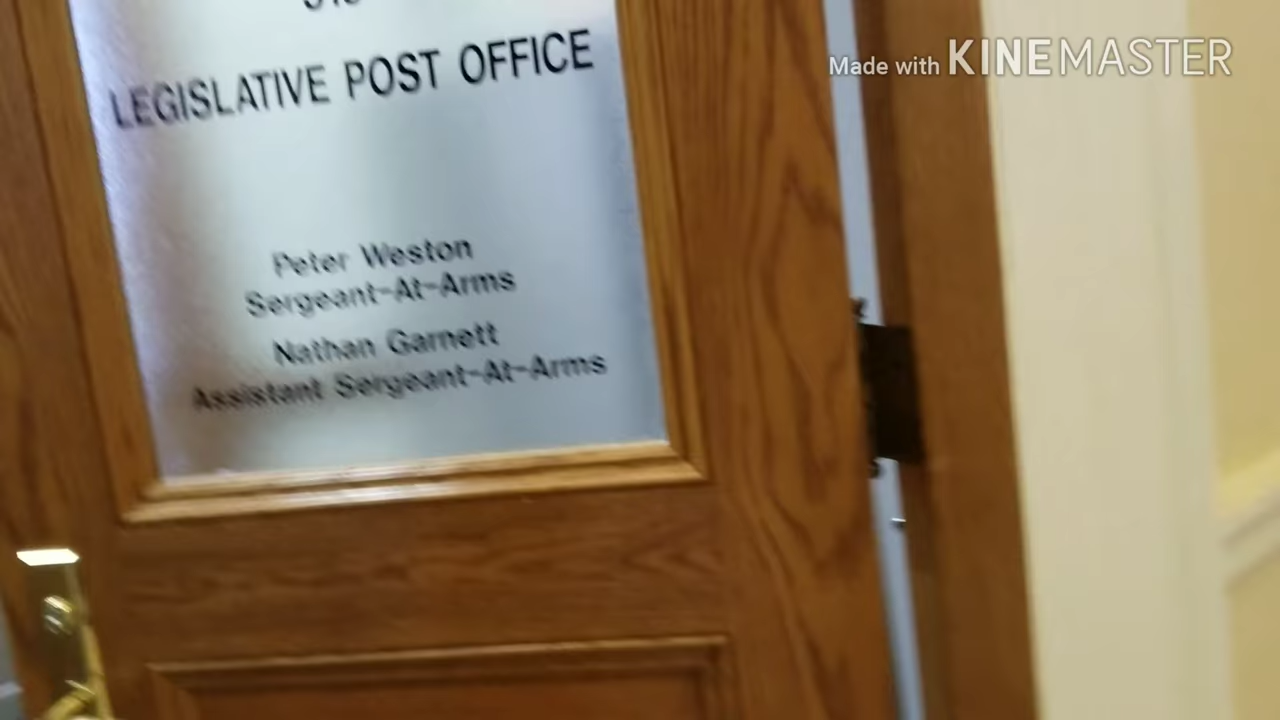 LEGISLATIVE POST OFFICE
Made with KINEMASTER
Peter Weston
Sergeant-At-Arms
Nathan Garnett
Assistant Sergeant-At-Arms